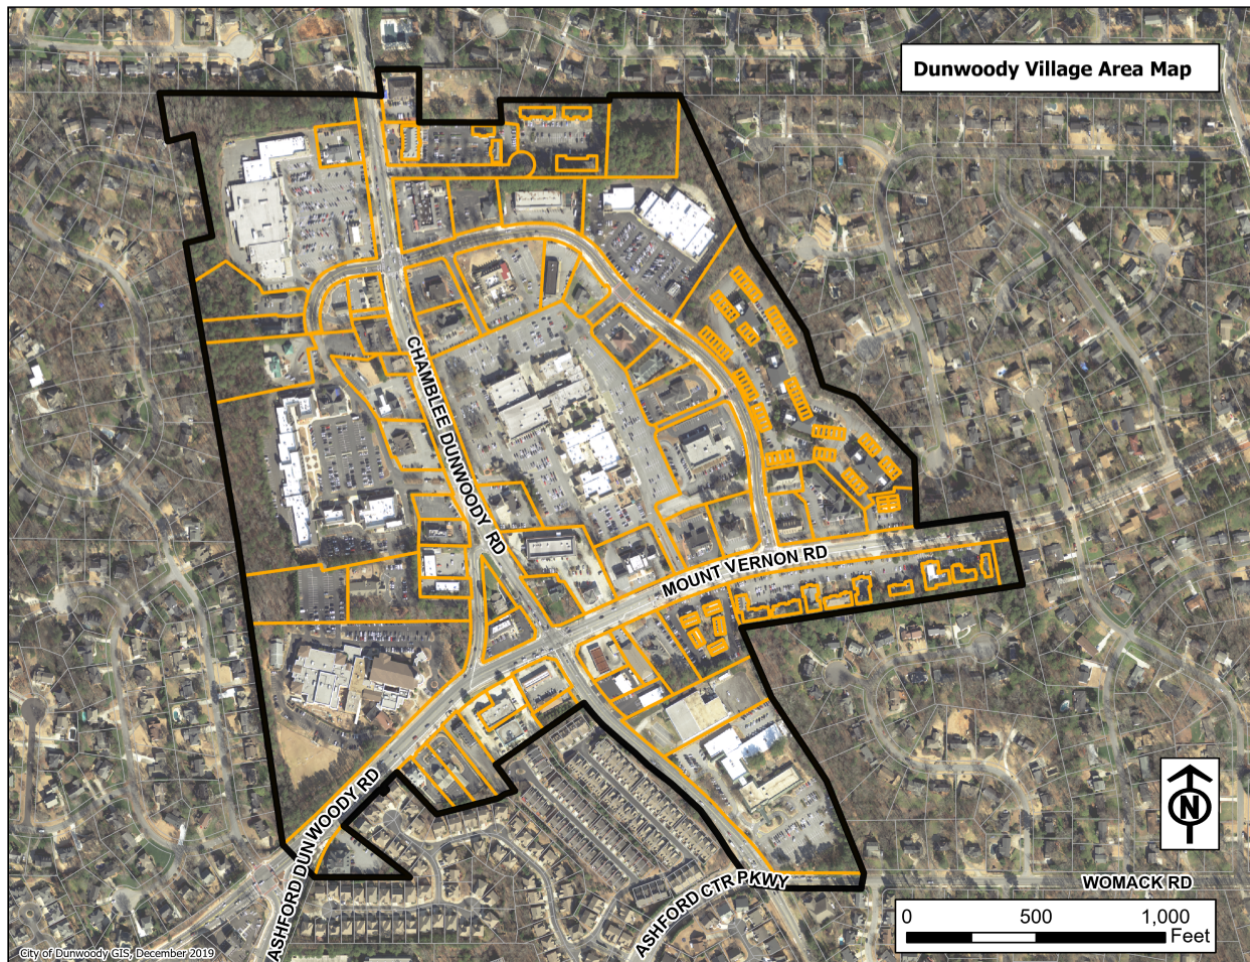 Dunwoody Village Area Map
CHAMBLEE DUNWOODY RD
MOUNT VERNON RD
ASHFORD DUNWOODY RD
ASHFORD CTR PKWY
WOMACK RD
N
0 500 1,000
Feet
City of Dunwoody GIS, December 2019